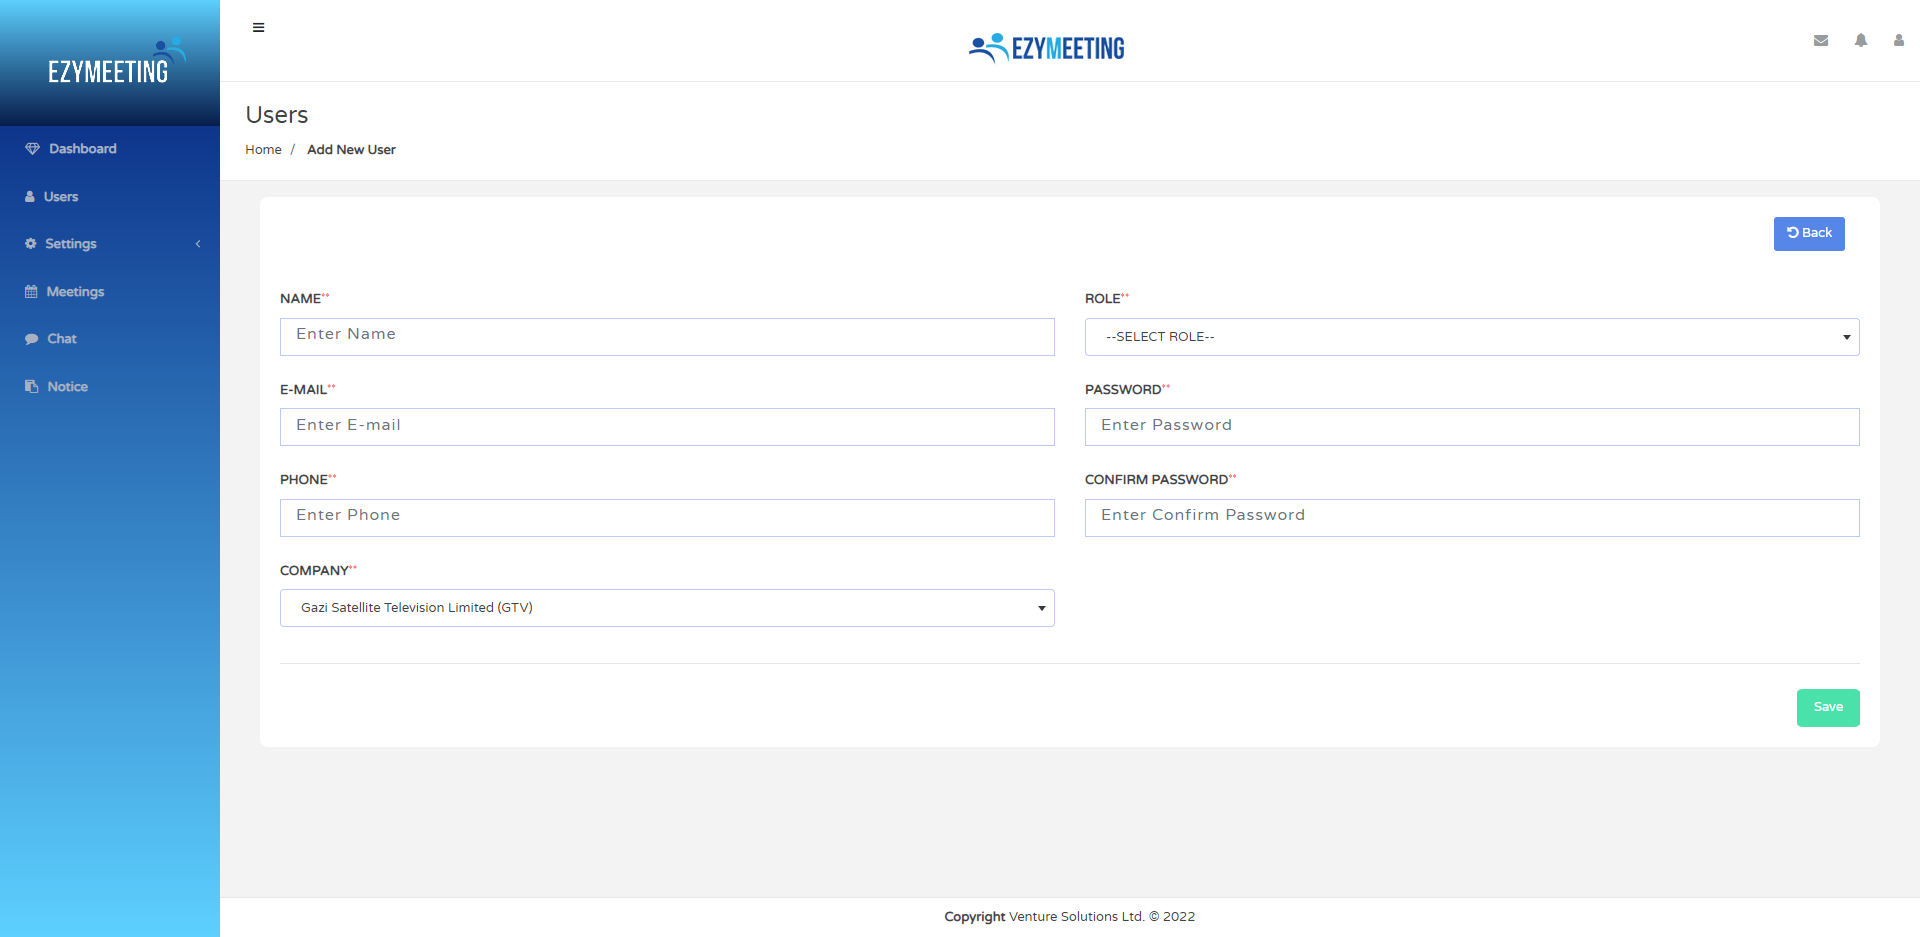 EZYMEETING
Dashboard
Users
Settings
Meetings
Chat
Notice
EZYMEETING
Users
Home / Add New User
Back
NAME**
Enter Name
ROLE**
--SELECT ROLE--
E-MAIL**
Enter E-mail
PASSWORD**
Enter Password
PHONE**
Enter Phone
CONFIRM PASSWORD**
Enter Confirm Password
COMPANY**
Gazi Satellite Television Limited (GTV)
Save
Copyright Venture Solutions Ltd. © 2022